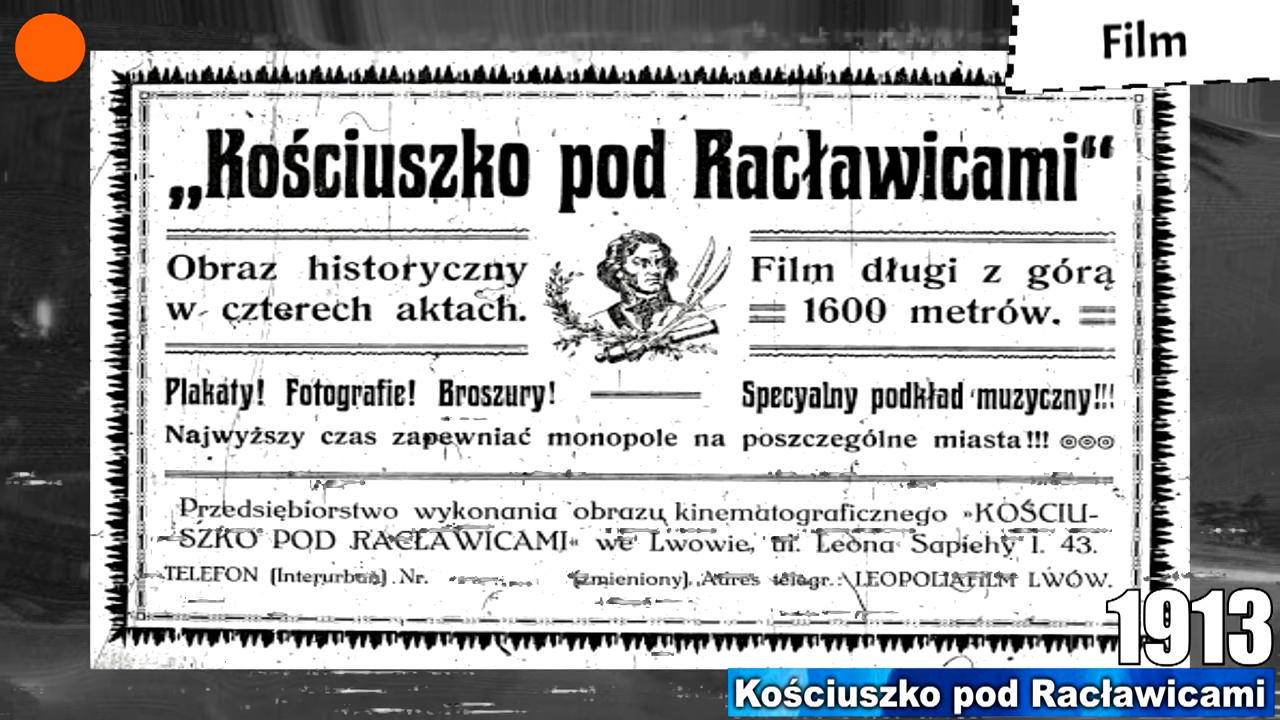 Film
„Kościuszko pod Racławicami“
Obraz historyczny
w czterech aktach.
Film długi z górą
1600 metrów.
Plakaty! Fotografie! Broszury!
Specyalny podkład muzyczny!!!
Najwyższy czas zapewniać monopole na poszczególne miasta!!!
Przedsiębiorstwo wykonania obrazu kinematograficznego »KOŚCIU-
SZKO POD RACŁAWICAMI« we Lwowie, ul. Leona Sapiehy l. 43.
TELEFON (Interurban) Nr. (zmieniony). Adres telegr.: LEOPOLIAFILM LWÓW.
1913
Kościuszko pod Racławicami